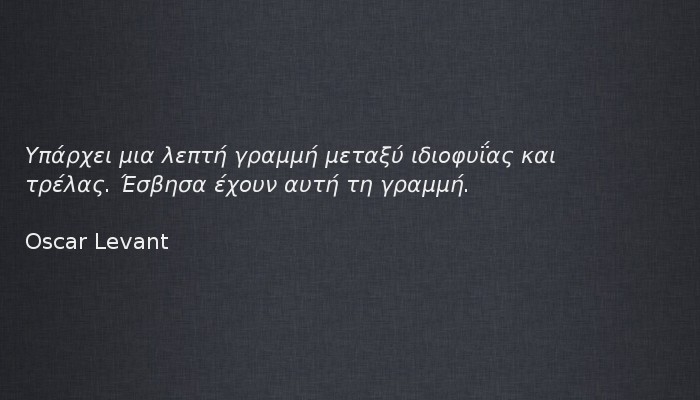 Υπάρχει μια λεπτή γραμμή μεταξύ ιδιοφυΐας και
τρέλας. Έσβησα έχουν αυτή τη γραμμή.
Oscar Levant